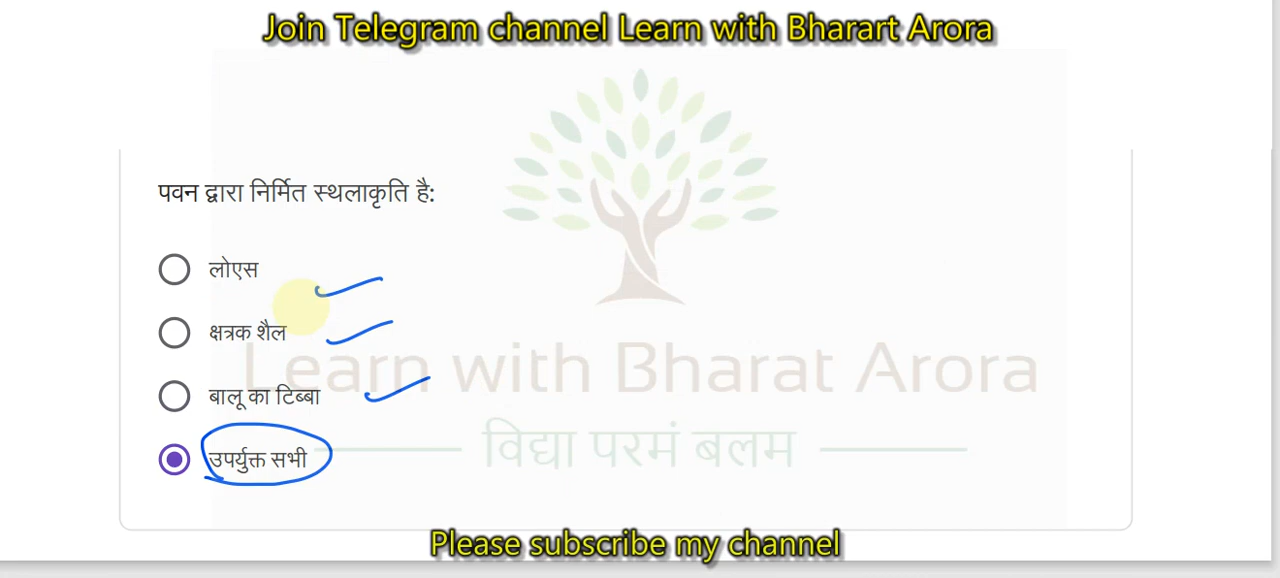 Join Telegram channel Learn with Bharart Arora
पवन द्वारा निर्मित स्थलाकृति है:
लोएस
क्षत्रक शैल
बालू का टिब्बा
उपर्युक्त सभी
Learn with Bharat Arora
विद्या परमं बलम
Please subscribe my channel